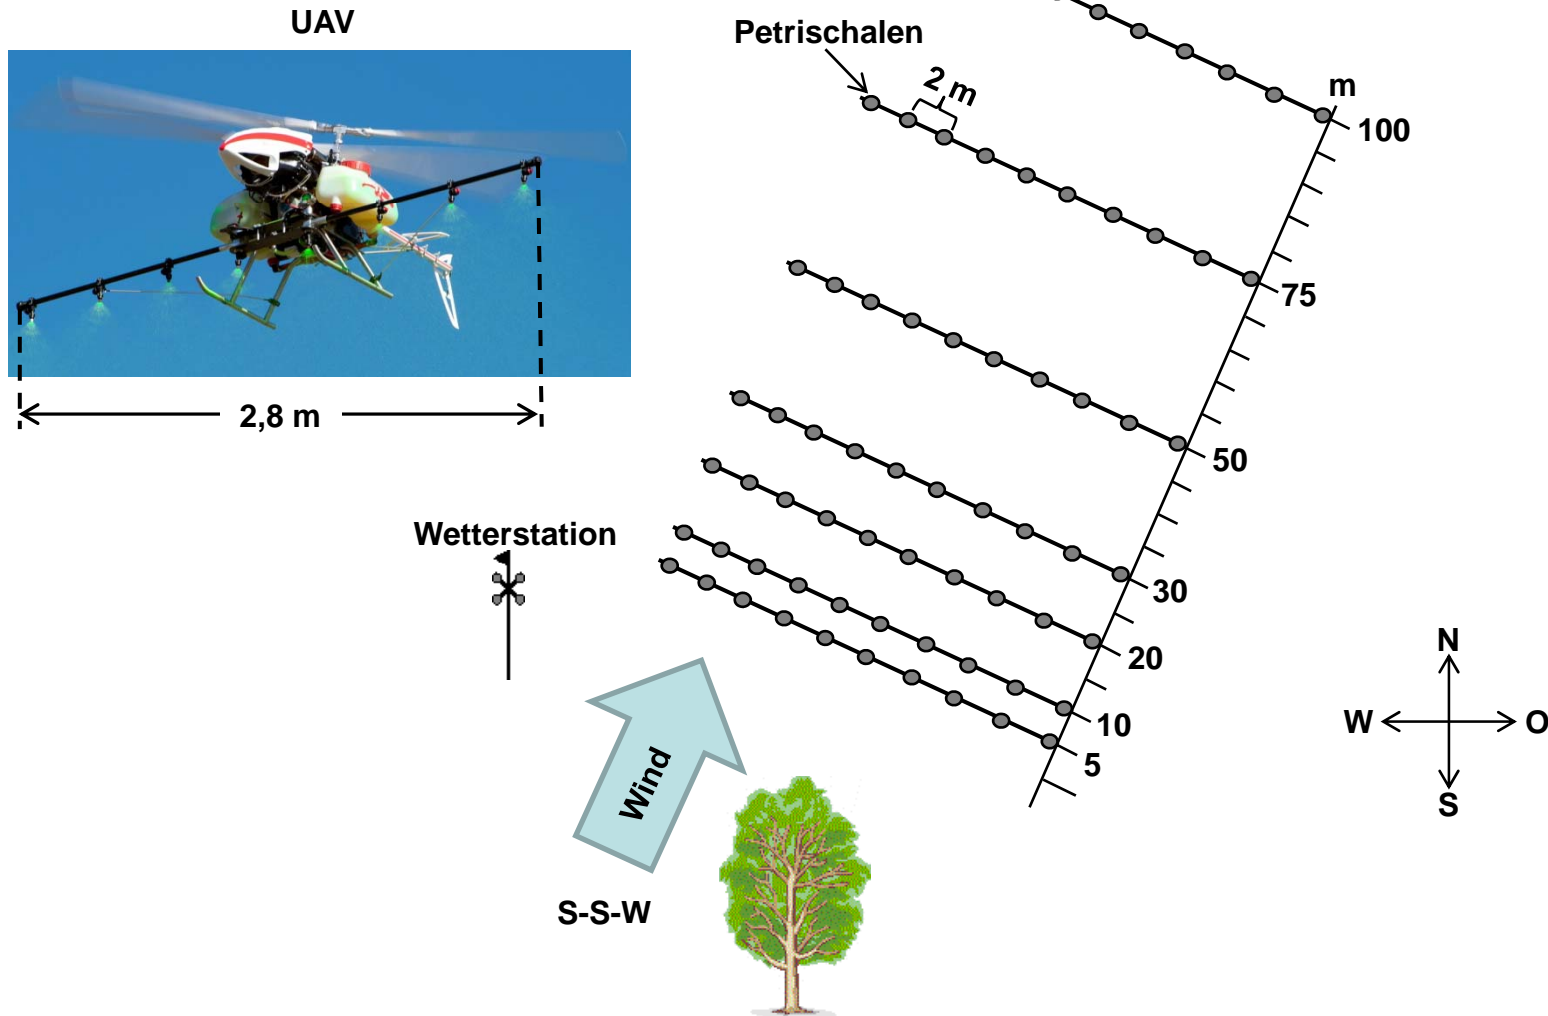 UAV
2,8 m
Petrischalen
2 m
m
100
75
50
30
20
10
5
Wetterstation
Wind
S-S-W
N
W
O
S